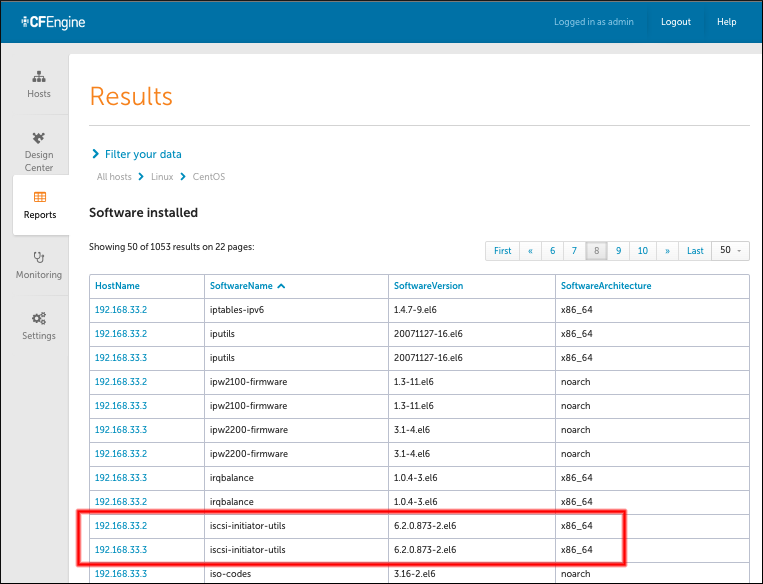 CFEngine
Logged in as admin Logout Help
Hosts
Design
Center
Reports
Monitoring
Settings
Results
Filter your data
All hosts Linux CentOS
Software installed
Showing 50 of 1053 results on 22 pages:
First « 6 7 8 9 10 » Last 50
HostName SoftwareName SoftwareVersion SoftwareArchitecture
192.168.33.2 iptables-ipv6 1.4.7-9.el6 x86_64
192.168.33.2 iputils 20071127-16.el6 x86_64
192.168.33.3 iputils 20071127-16.el6 x86_64
192.168.33.2 ipw2100-firmware 1.3-11.el6 noarch
192.168.33.3 ipw2100-firmware 1.3-11.el6 noarch
192.168.33.3 ipw2200-firmware 3.1-4.el6 noarch
192.168.33.2 ipw2200-firmware 3.1-4.el6 noarch
192.168.33.3 irqbalance 1.0.4-3.el6 x86_64
192.168.33.2 irqbalance 1.0.4-3.el6 x86_64
192.168.33.2 iscsi-initiator-utils 6.2.0.873-2.el6 x86_64
192.168.33.3 iscsi-initiator-utils 6.2.0.873-2.el6 x86_64
192.168.33.3 iso-codes 3.16-2.el6 noarch